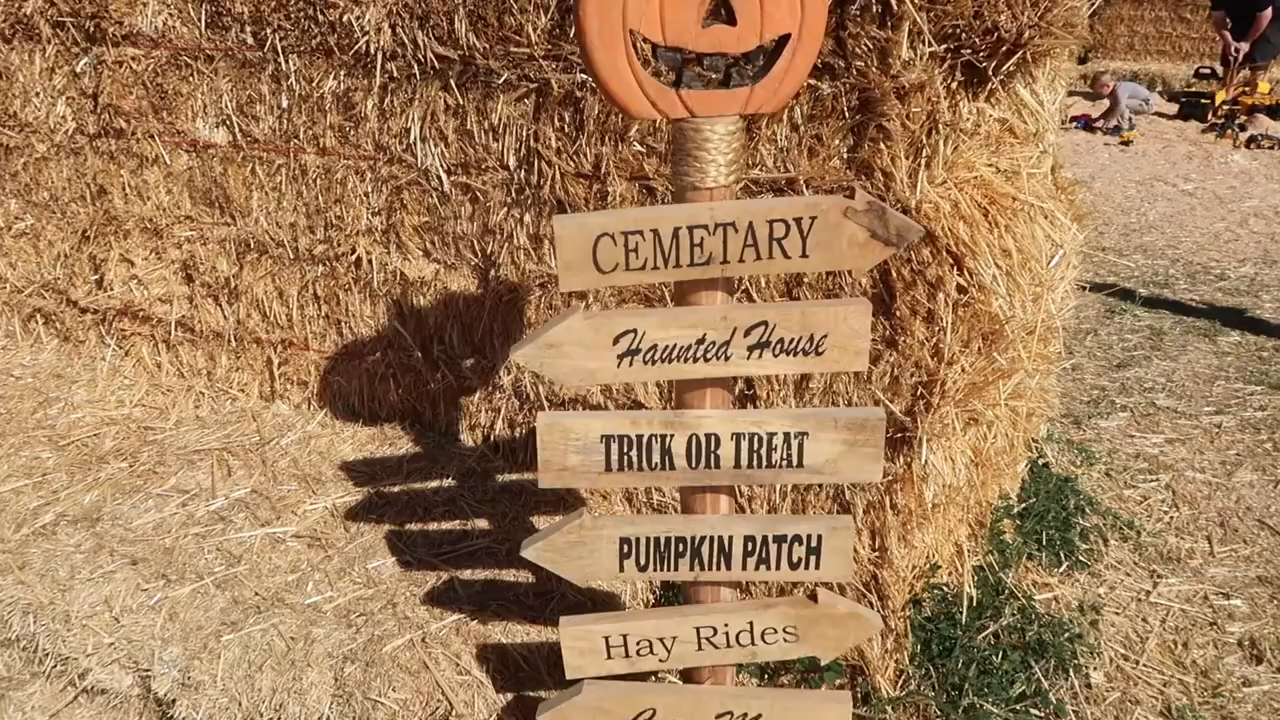 CEMETARY
Haunted House
TRICK OR TREAT
PUMPKIN PATCH
Hay Rides